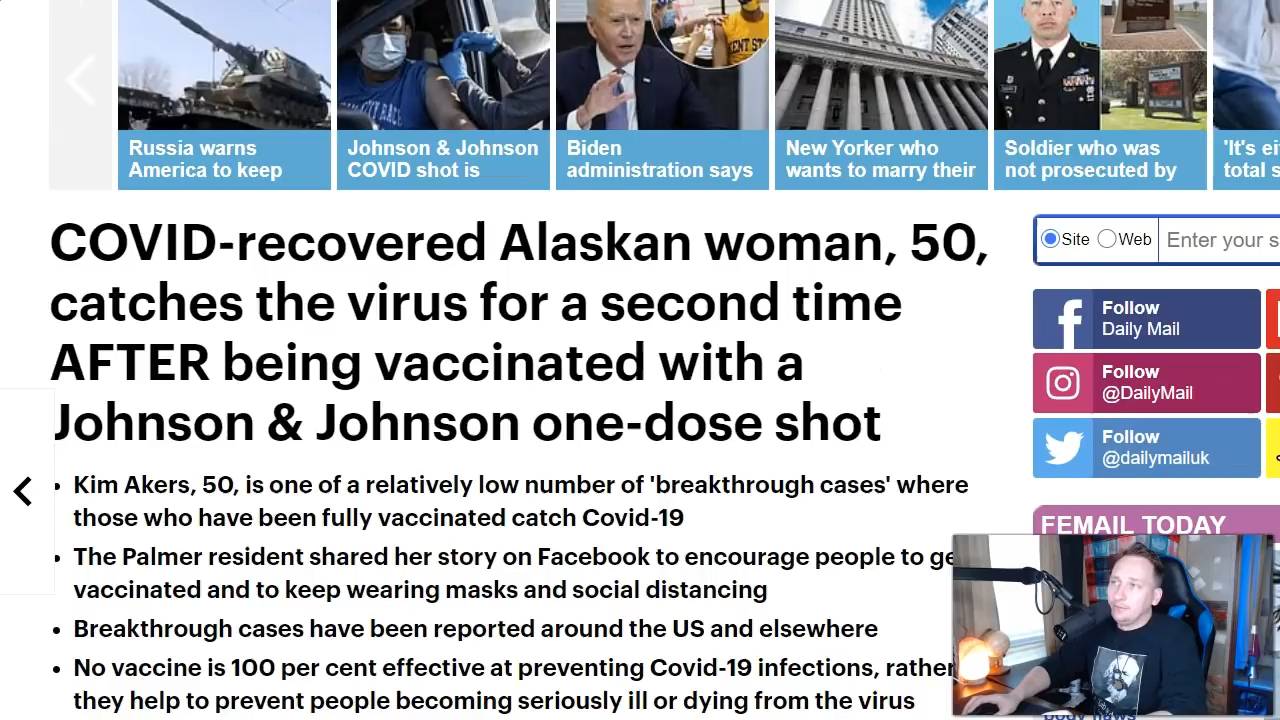 Russia warns
America to keep
Johnson & Johnson
COVID shot is
Biden
administration says
New Yorker who
wants to marry their
Soldier who was
not prosecuted by
COVID-recovered Alaskan woman, 50,
catches the virus for a second time
AFTER being vaccinated with a
Johnson & Johnson one-dose shot
• Kim Akers, 50, is one of a relatively low number of 'breakthrough cases' where
those who have been fully vaccinated catch Covid-19
• The Palmer resident shared her story on Facebook to encourage people to
vaccinated and to keep wearing masks and social distancing
• Breakthrough cases have been reported around the US and elsewhere
• No vaccine is 100 per cent effective at preventing Covid-19 infections, rather
they help to prevent people becoming seriously ill or dying from the virus
Site Web Enter your
Follow
Daily Mail
Follow
@DailyMail
Follow
@dailymailuk
FEMAIL TODAY